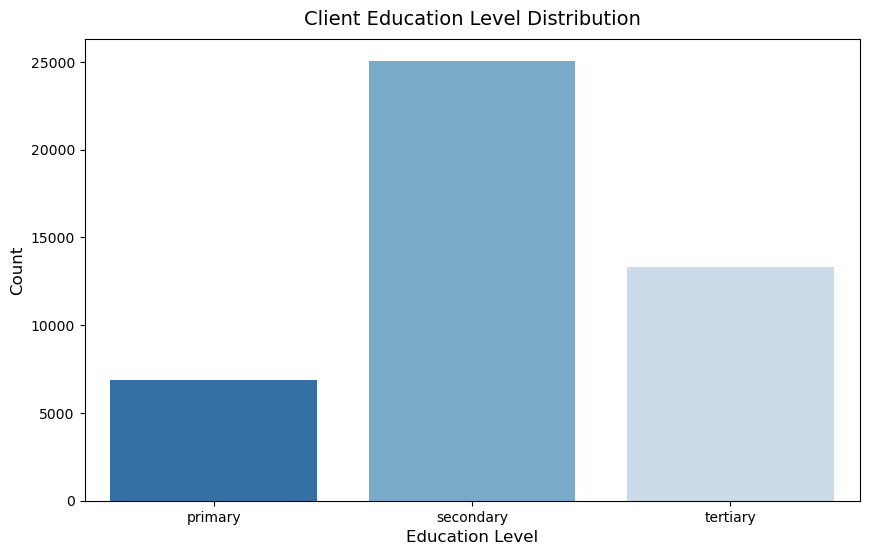 Client Education Level Distribution
25000
20000
15000
10000
5000
0
Count
primary secondary tertiary
Education Level